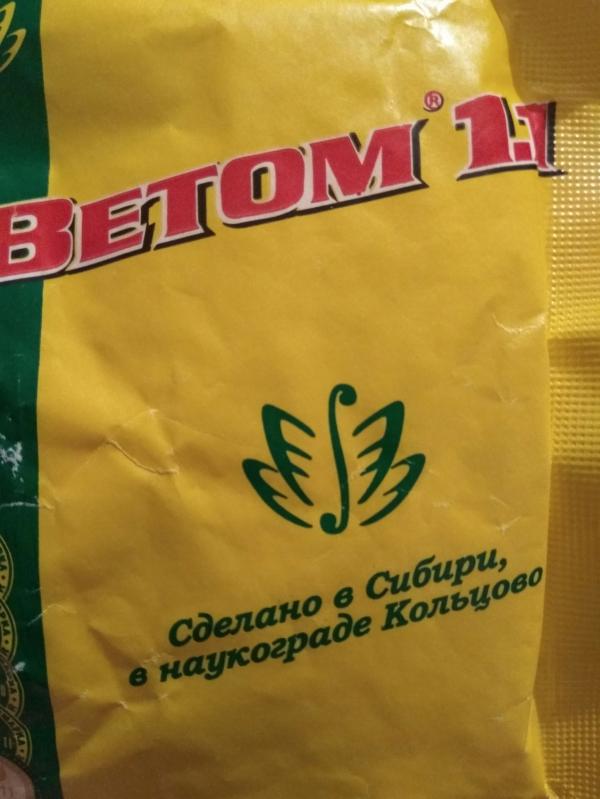 Ветом® 1.1
Сделано в Сибири,
в наукограде Кольцово